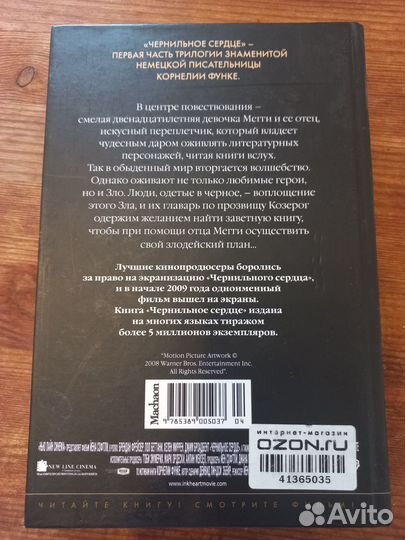 «ЧЕРНИЛЬНОЕ СЕРДЦЕ» –
ПЕРВАЯ ЧАСТЬ ТРИЛОГИИ ЗНАМЕНИТОЙ
НЕМЕЦКОЙ ПИСАТЕЛЬНИЦЫ
КОРНЕЛИИ ФУНКЕ.
В центре повествования –
смелая двенадцатилетняя девочка Мегги и ее отец,
искусный переплетчик, который владеет
чудесным даром оживлять литературных
персонажей, читая книги вслух.
Так в обыденный мир вторгается волшебство.
Однако оживают не только любимые герои,
но и Зло. Люди, одетые в черное, – воплощение
этого Зла, и их главарь по прозвищу Козерог
одержим желанием найти заветную книгу,
чтобы при помощи отца Мегги осуществить
свой злодейский план...
Лучшие кинопродюсеры боролись
за право на экранизацию «Чернильного сердца»,
и в начале 2009 года одноименный
фильм вышел на экраны.
Книга «Чернильное сердце» издана
на многих языках тиражом
более 5 миллионов экземпляров.
"Motion Picture Artwork ©
2008 Warner Bros. Entertainment Inc.
All Rights Reserved."
Machaon
9 785389 005037 04
интернет-магазин
OZON.ru
41365035
NEW LINE CINEMA
www.inkheartmovie.com
ЧИТАЙТЕ КНИГУ! СМОТРИТЕ
Avito